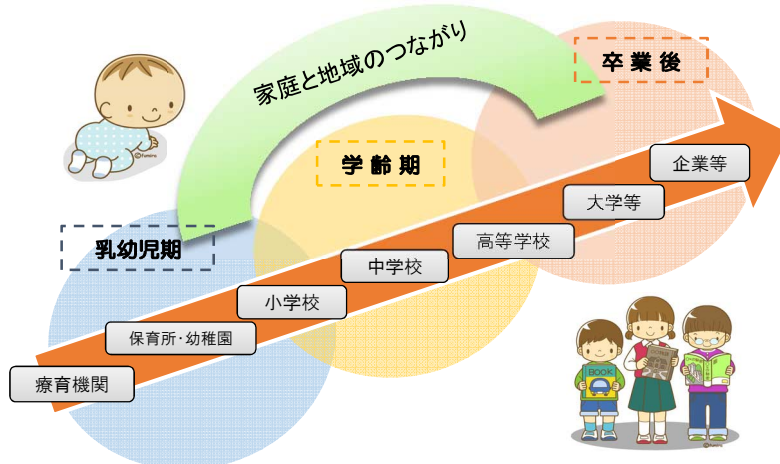 家庭と地域のつながり
卒業後
学齢期
乳幼児期
企業等
大学等
高等学校
中学校
小学校
保育所・幼稚園
療育機関
BOOK
©fumira